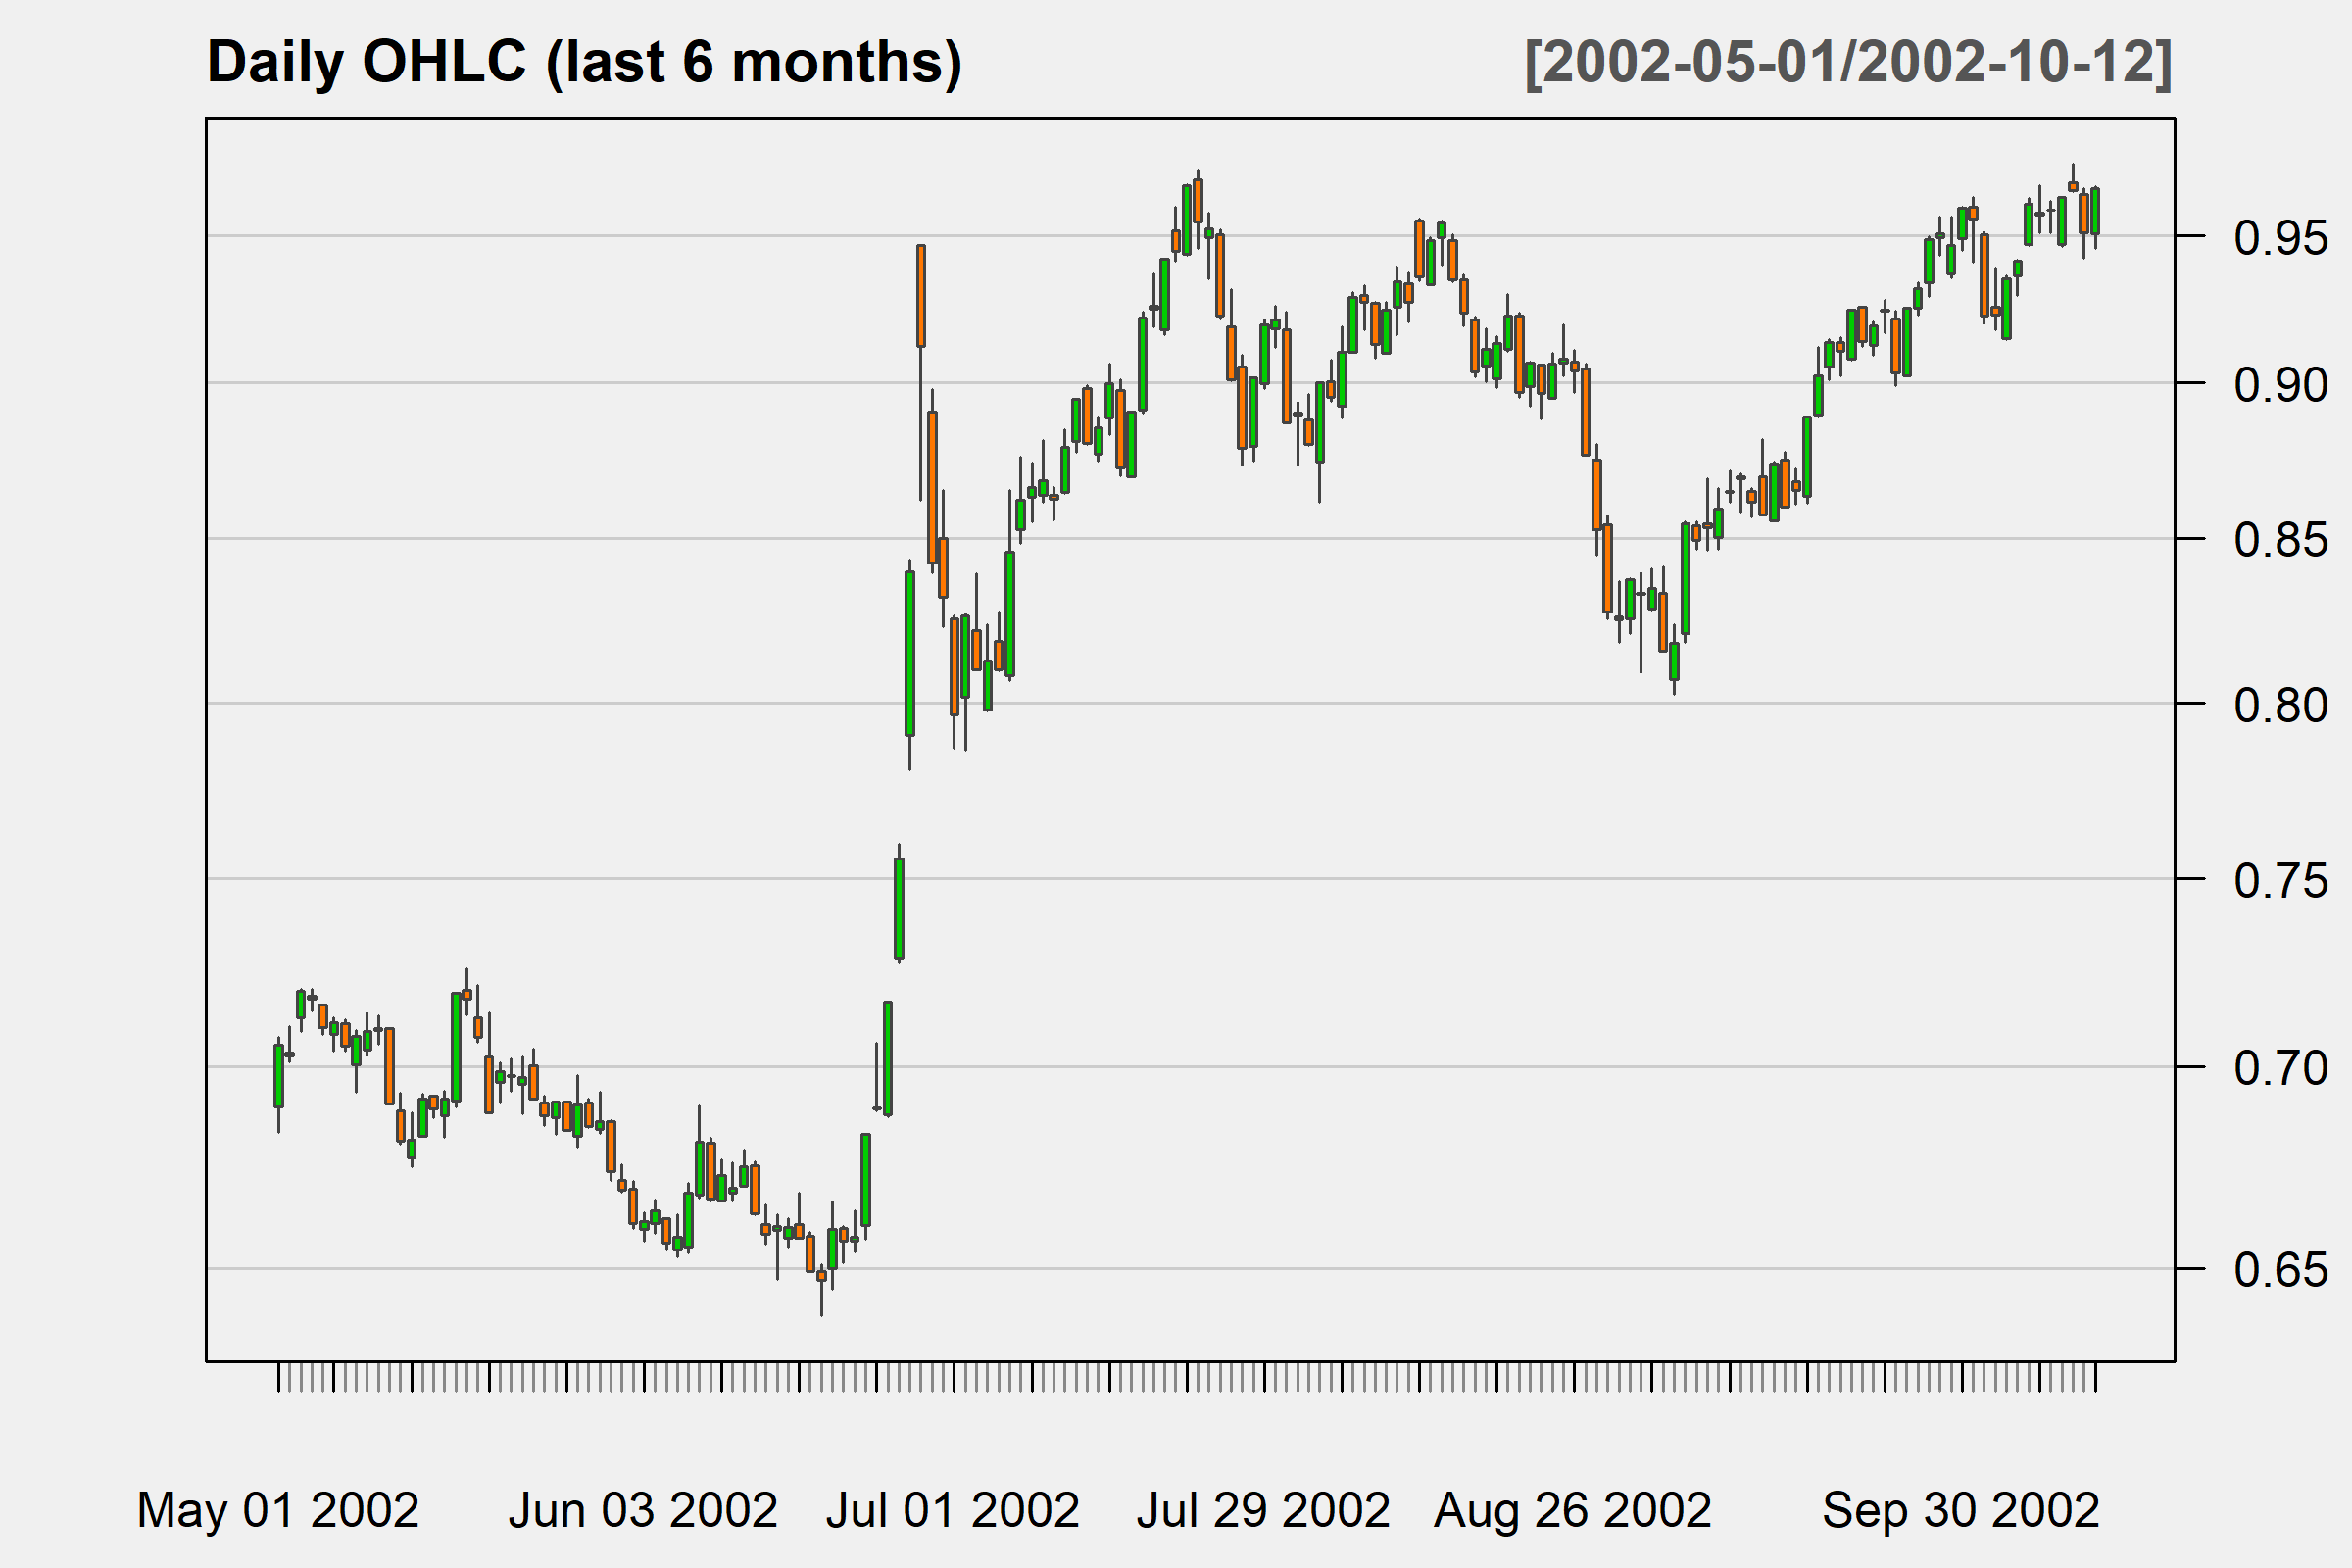 Daily OHLC (last 6 months)
[2002-05-01/2002-10-12]
0.95
0.90
0.85
0.80
0.75
0.70
0.65
May 01 2002
Jun 03 2002
Jul 01 2002
Jul 29 2002
Aug 26 2002
Sep 30 2002